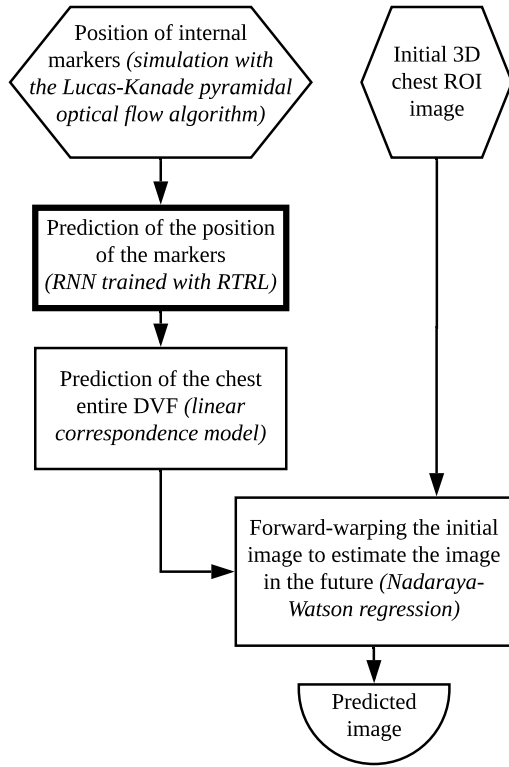 Position of internal
markers (simulation with
the Lucas-Kanade pyramidal
optical flow algorithm)
Initial 3D
chest ROI
image
Prediction of the position
of the markers
(RNN trained with RTRL)
Prediction of the chest
entire DVF (linear
correspondence model)
Forward-warping the initial
image to estimate the image
in the future (Nadaraya-
Watson regression)
Predicted
image